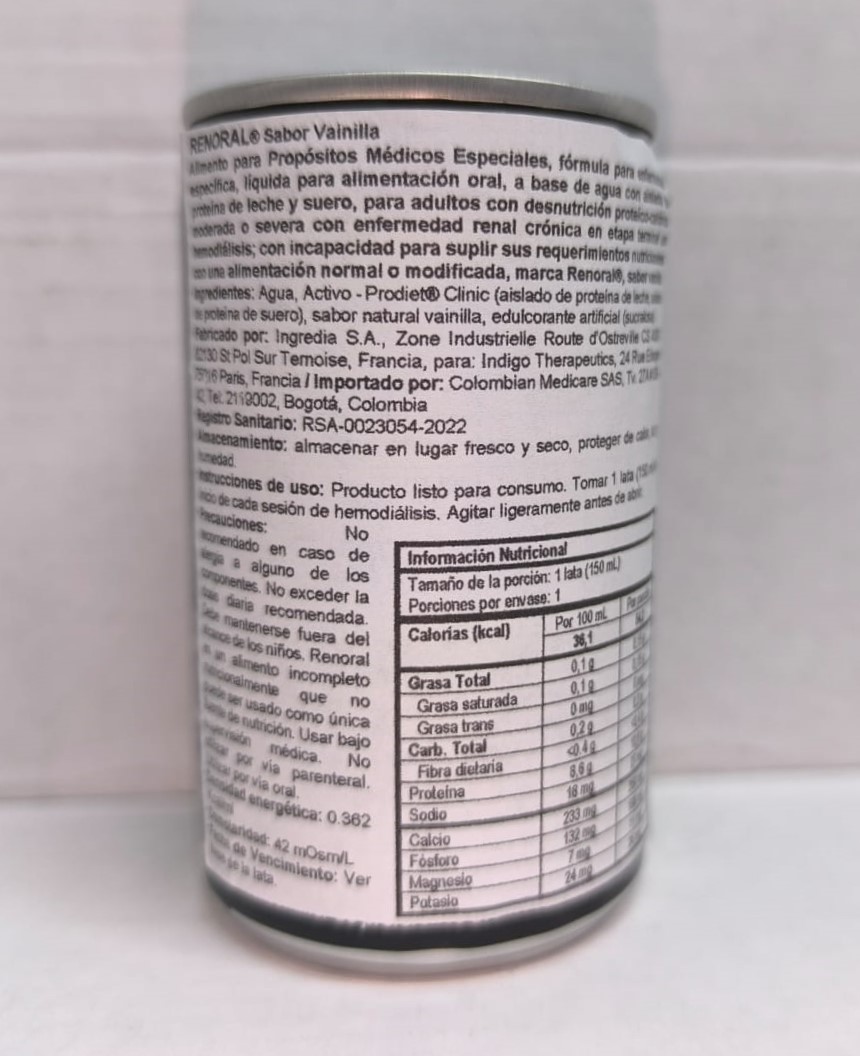 RENORAL® Sabor Vainilla
para Propósitos Médicos Especiales, fórmula para
específica, líquida para alimentación oral, a base de agua con
proteína de leche y suero, para adultos con desnutrición
moderada o severa con enfermedad renal crónica en etapa
hemodiálisis; con incapacidad para suplir sus requerimientos
con una alimentación normal o modificada, marca Renoral®, sabor
Ingredientes: Agua, Activo - Prodiet® Clinic (aislado de proteína de leche,
de proteína de suero), sabor natural vainilla, edulcorante artificial
Fabricado por: Ingredia S.A., Zone Industrielle Route d'Ostreville
St Pol Sur Ternoise, Francia, para: Indigo Therapeutics, 24 Rue
Paris, Francia / Importado por: Colombian Medicare SAS,
Bogotá, Colombia
Registro Sanitario: RSA-0023054-2022
Almacenamiento: almacenar en lugar fresco y seco, proteger de
humedad.
Instrucciones de uso: Producto listo para consumo. Tomar 1 lata
de cada sesión de hemodiálisis. Agitar ligeramente antes de
Precauciones: No
recomendado en caso de
alergia a alguno de los
componentes. No exceder la
diaria recomendada.
Debe mantenerse fuera del
alcance de los niños. Renoral
es un alimento incompleto
nutricionalmente que no
puede ser usado como única
fuente de nutrición. Usar bajo
supervisión médica. No
utilizar por vía parenteral.
por vía oral.
Densidad energética: 0.362
Osmolaridad: 42 mOsm/L
Fecha de Vencimiento: Ver
la lata.
Información Nutricional
Tamaño de la porción: 1 lata (150 mL)
Porciones por envase: 1
Calorías (kcal) Por 100 mL
36,1
Grasa Total 0,1 g
Grasa saturada 0,1 g
Grasa trans 0 mg
Carb. Total 0,2 g
Fibra dietaria <0,4 g
Proteína 8,6 g
Sodio 18 mg
Calcio 233 mg
Fósforo 132 mg
Magnesio 7 mg
Potasio 24 mg